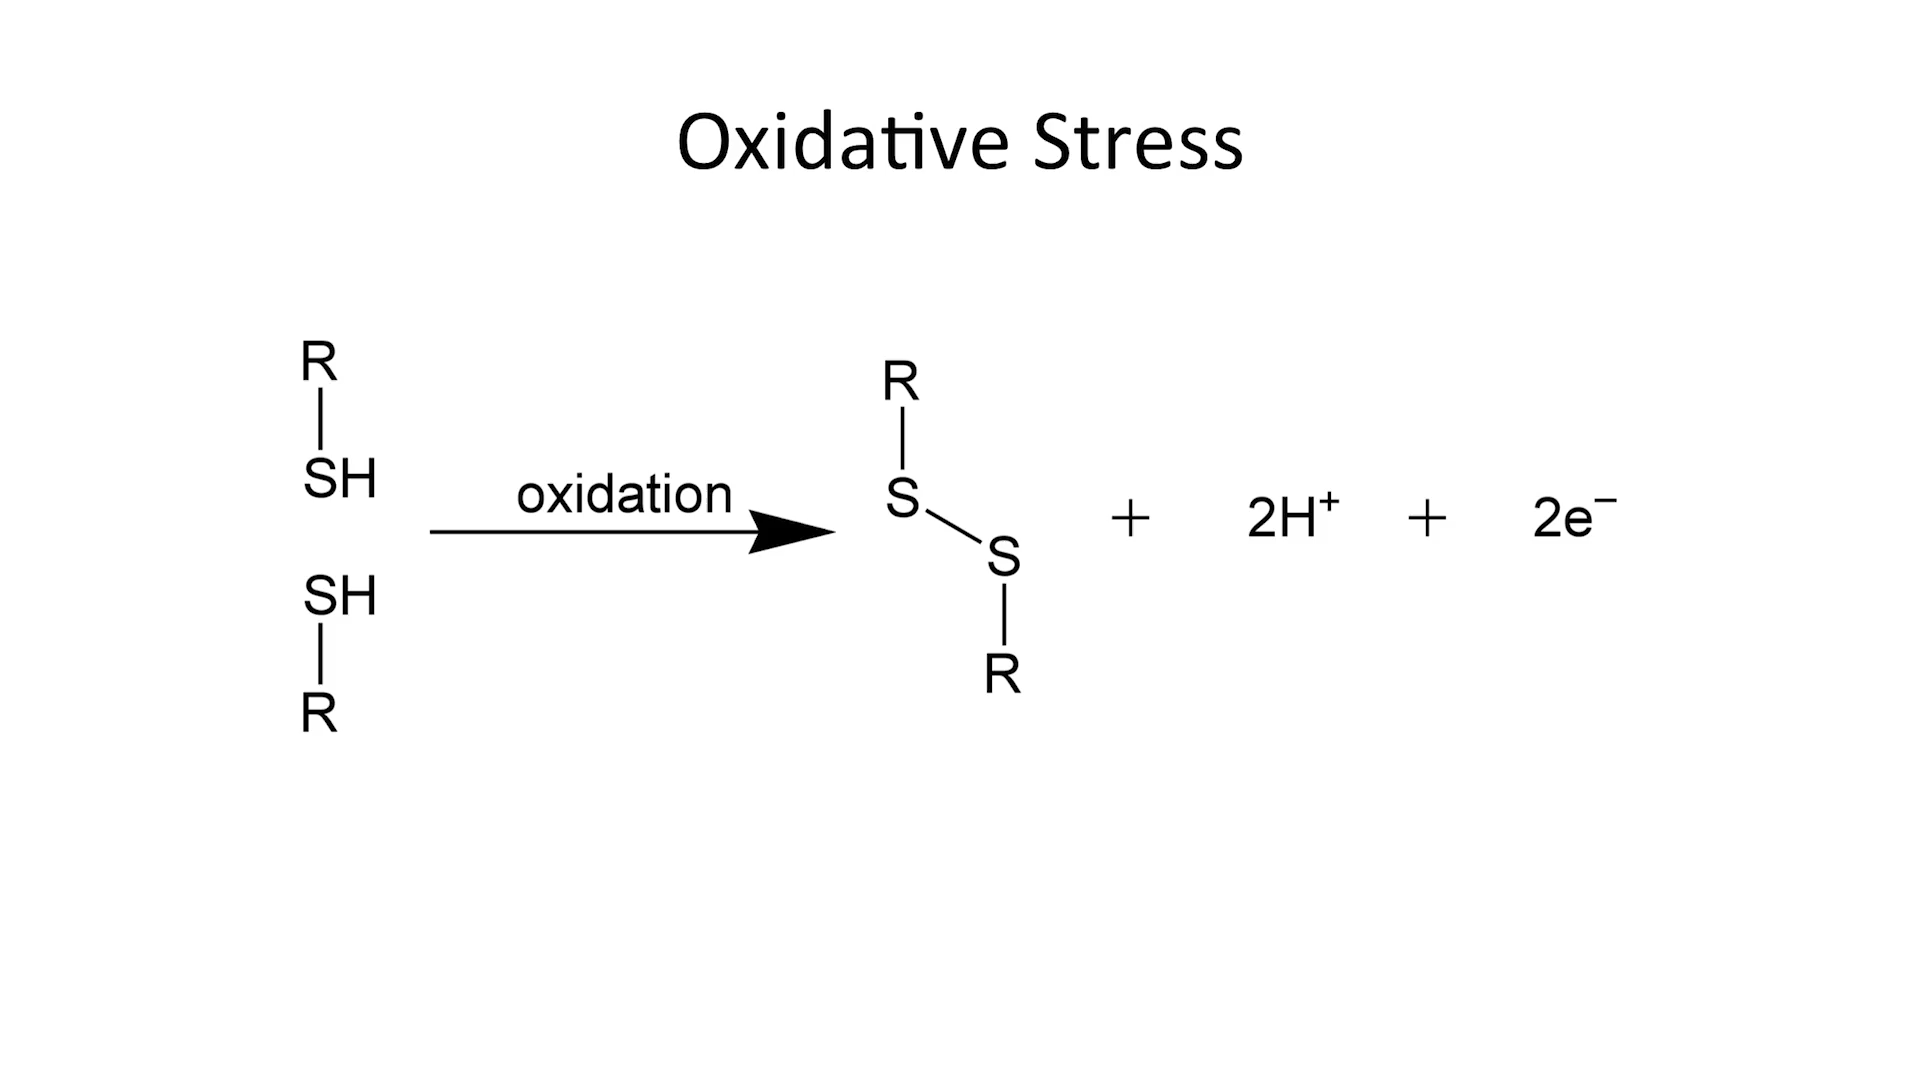 Oxidative Stress
R
SH
SH
R
oxidation
R
S
S
R
+ 2H⁺ + 2e⁻